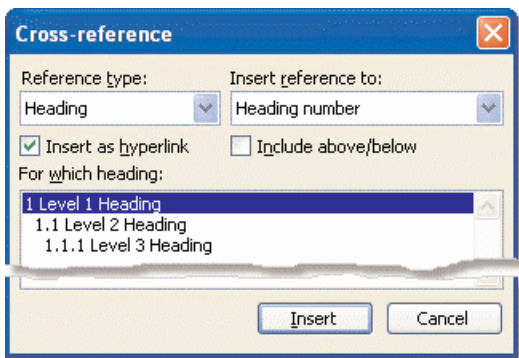 Cross-reference
Reference type: Insert reference to:
Heading Heading number
Insert as hyperlink Include above/below
For which heading:
1 Level 1 Heading
1.1 Level 2 Heading
1.1.1 Level 3 Heading
Insert Cancel